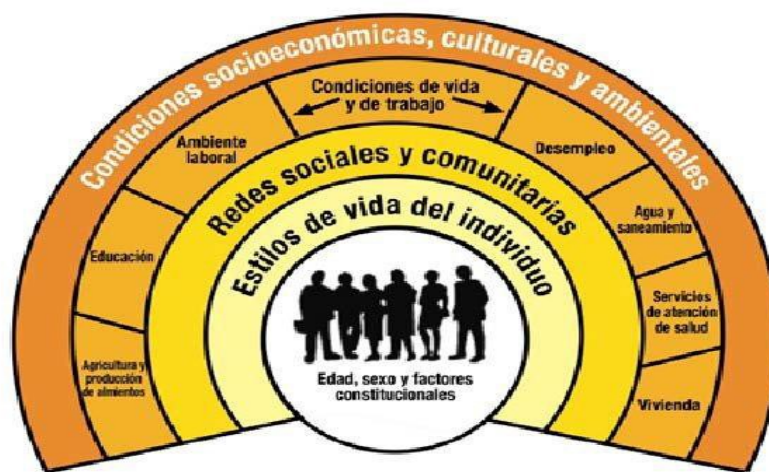 Condiciones socioeconómicas, culturales y ambientales
Condiciones de vida
y de trabajo
Ambiente
laboral
Desempleo
Educación
Agua y
saneamiento
Agricultura y
producción
de almientos
Servicios
de atención
de salud
Vivienda
Redes sociales y comunitarias
Estilos de vida del individuo
Edad, sexo y factores
constitucionales